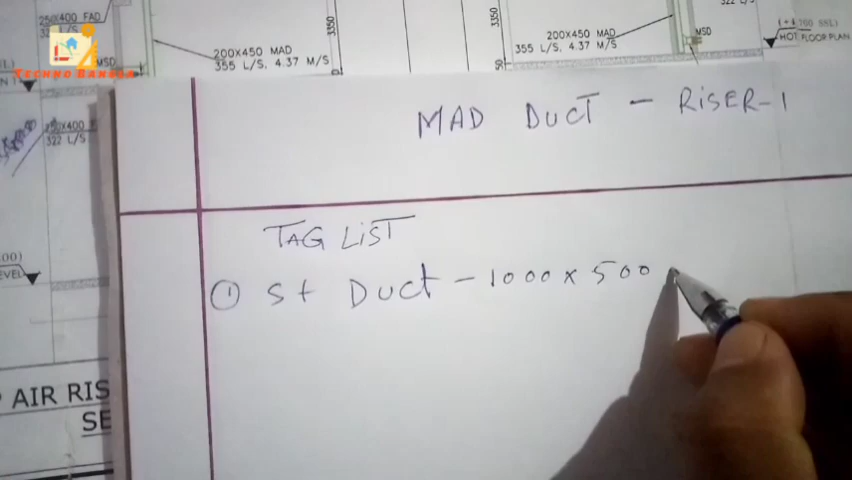 250X400 FAD
200X450 MAD
355 L/S. 4.37 M/S
3350
3350
200X450 MAD
355 L/S. 4.37 M/S
MSD
HOT FLOOR PLAN
TECHNO BANGLA
MSD
322 L/S
MAD DUCT - RISER-1
TAG LIST
① St Duct - 1000 x 500
LEVEL
AIR RIS
SE